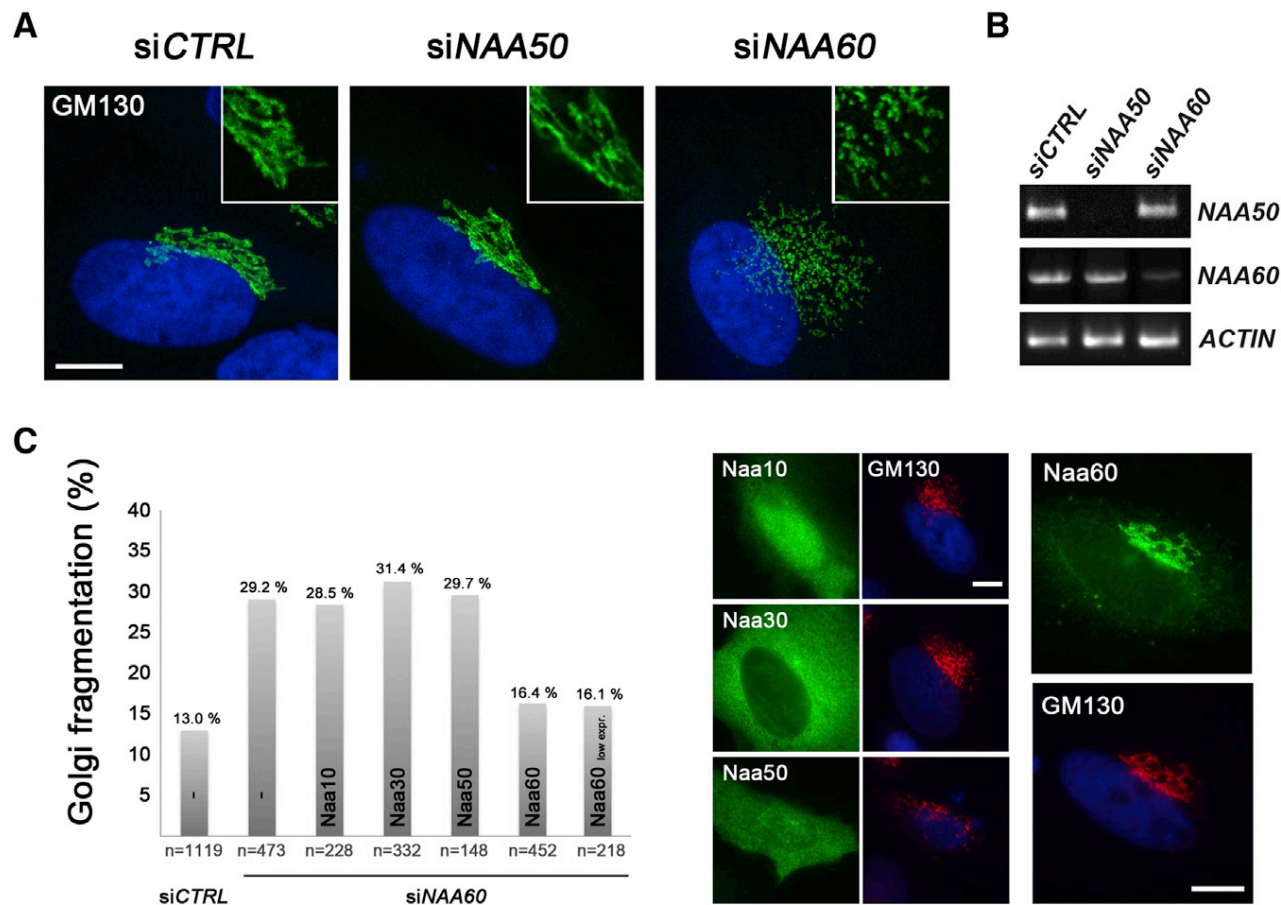 A
siCTRL
siNAA50
siNAA60
GM130
B
siCTRL
siNAA50
siNAA60
NAA50
NAA60
ACTIN
C
Golgi fragmentation (%)
40
35
30
25
20
15
10
5
13.0 %
29.2 %
28.5 %
31.4 %
29.7 %
16.4 %
16.1 %
-
-
Naa10
Naa30
Naa50
Naa60
Naa60 low expr.
n=1119
n=473
n=228
n=332
n=148
n=452
n=218
siCTRL
siNAA60
Naa10
GM130
Naa30
Naa50
Naa60
GM130